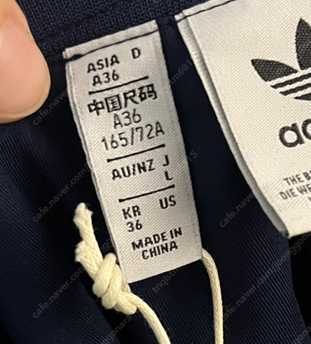 ASIA D
A36
中国尺码
A36
165/72A
AU/NZ J
L
KR US
36
MADE IN
CHINA
THE B
DIE WE